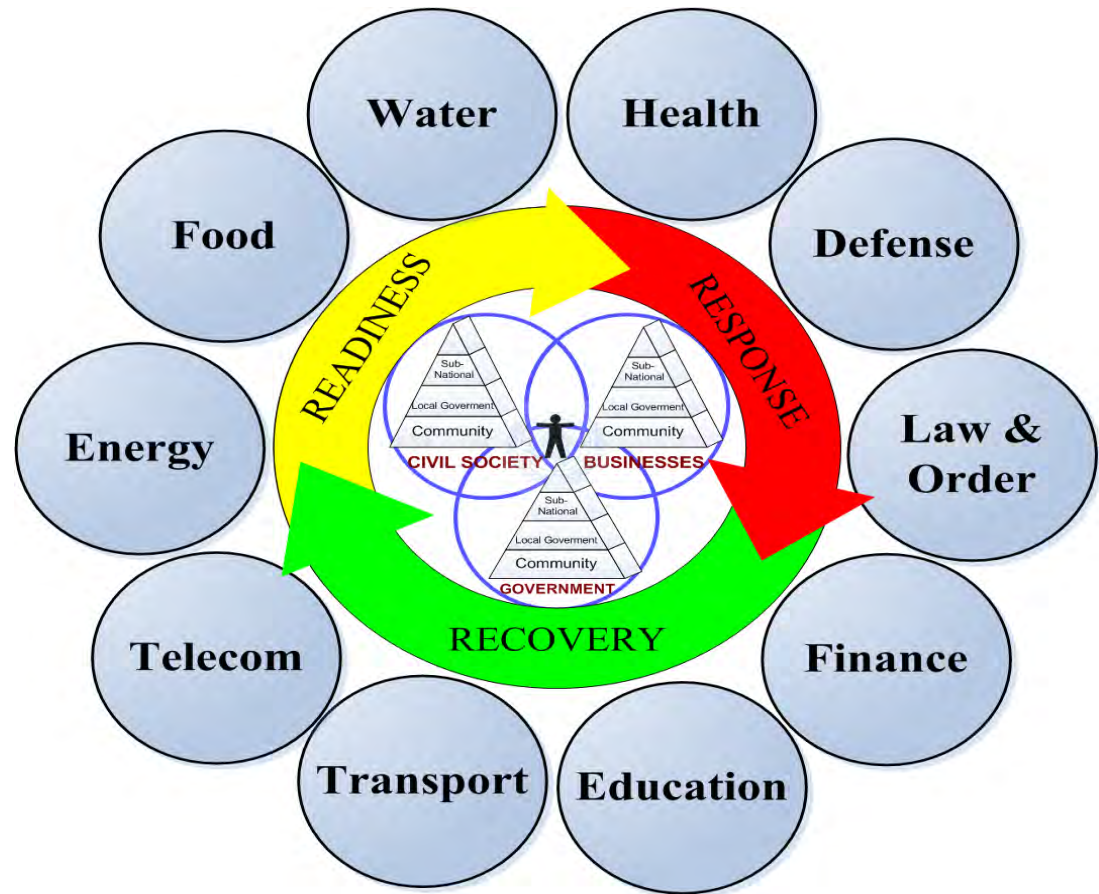 Water
Health
Food
Defense
READINESS
RESPONSE
Energy
Law &
Order
Sub-
National
Local Goverment
Community
CIVIL SOCIETY
Sub-
National
Local Goverment
Community
BUSINESSES
Sub-
National
Local Goverment
Community
GOVERNMENT
RECOVERY
Telecom
Finance
Transport
Education